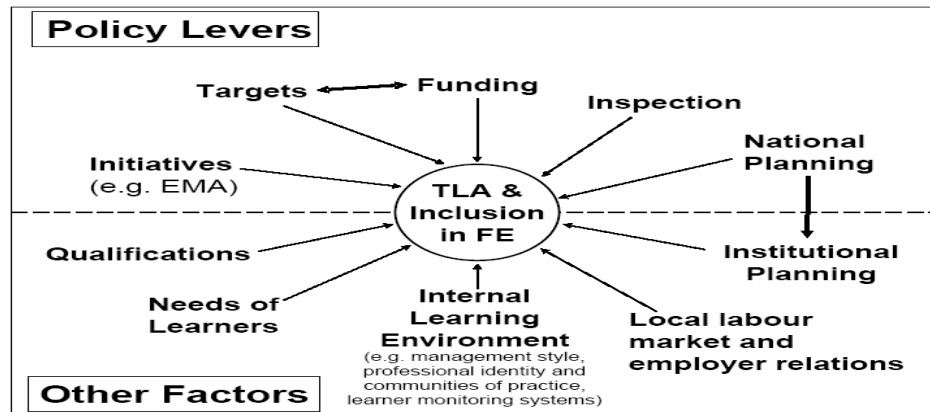 Policy Levers
Targets
Funding
Inspection
National
Planning
Initiatives
(e.g. EMA)
TLA &
Inclusion
in FE
Qualifications
Institutional
Planning
Needs of
Learners
Internal
Learning
Environment
(e.g. management style,
professional identity and
communities of practice,
learner monitoring systems)
Local labour
market and
employer relations
Other Factors